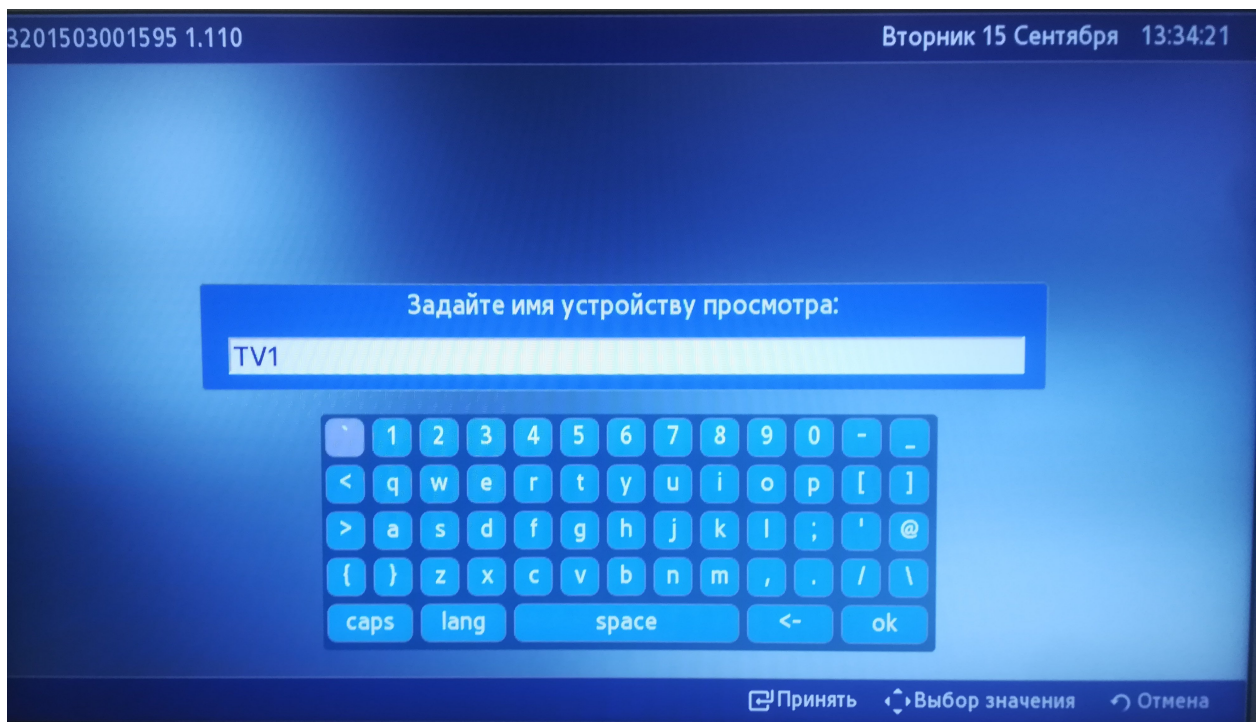 3201503001595 1.110
Вторник 15 Сентября 13:34:21
Задайте имя устройству просмотра:
TV1
` 1 2 3 4 5 6 7 8 9 0 - _
< q w e r t y u i o p [ ]
> a s d f g h j k l ; ' @
{ } z x c v b n m , . / \
caps lang space <- ok
Принять Выбор значения Отмена